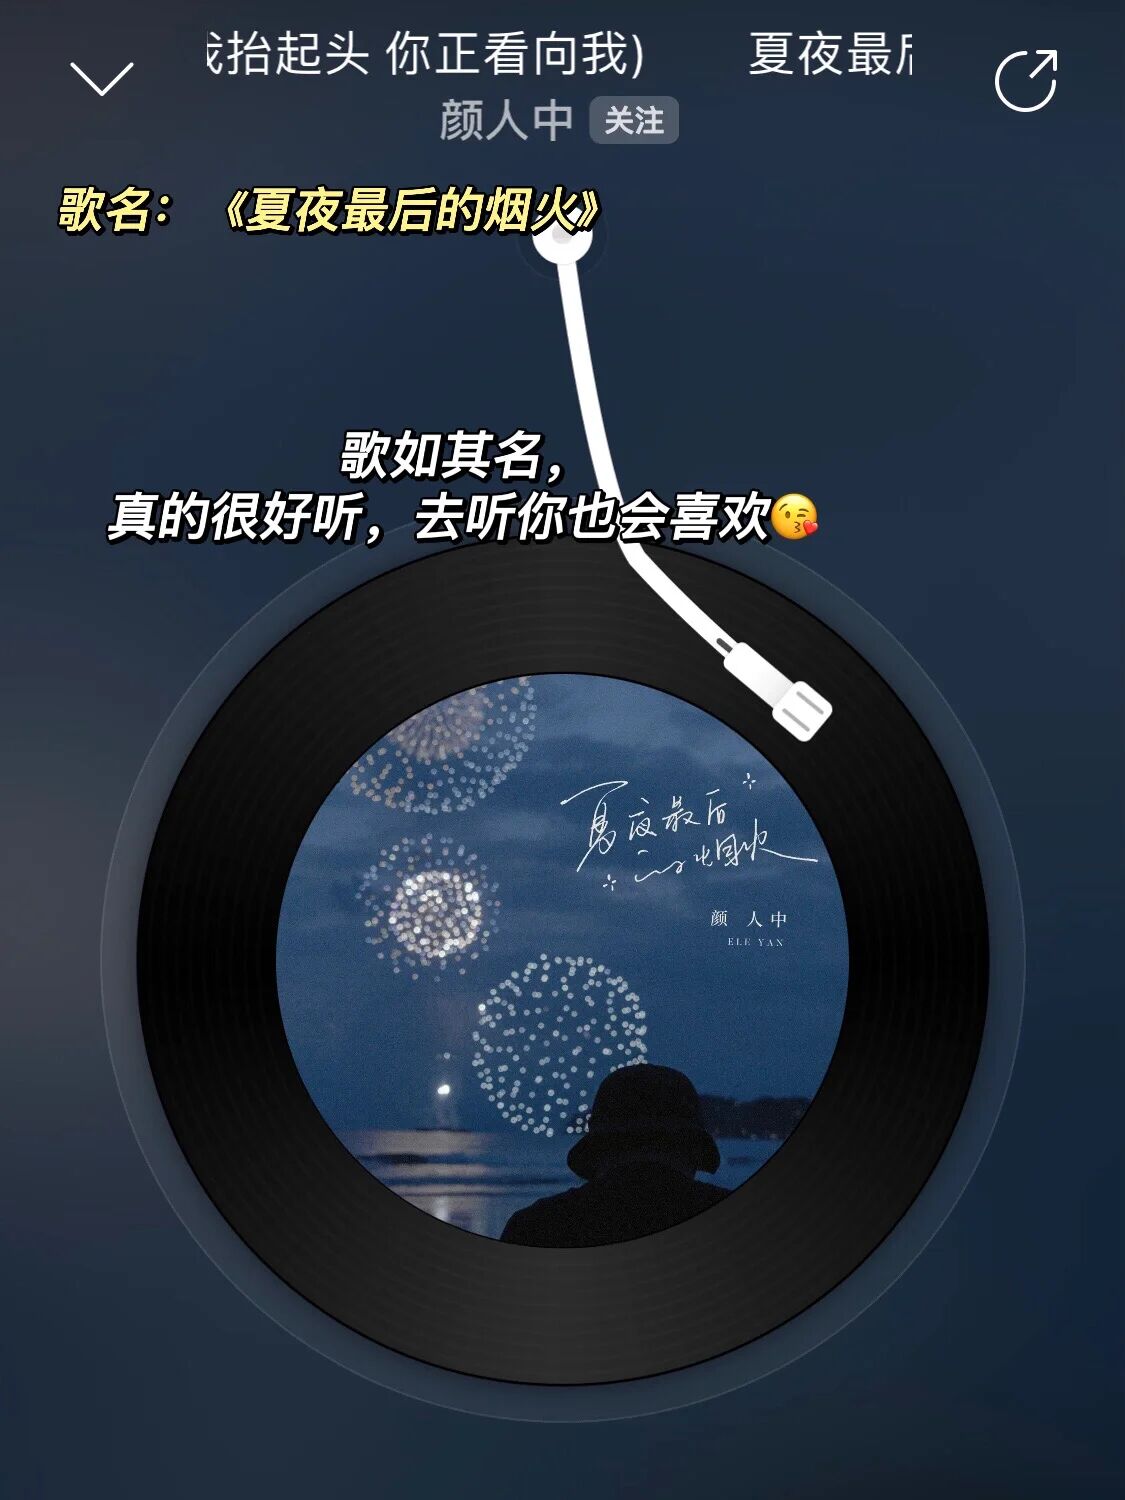 抬起头 你正看向我) 夏夜最后
颜人中 关注
歌名：《夏夜最后的烟火》
歌如其名，
真的很好听，去听你也会喜欢😘
夏夜最后
的烟火
颜 人中
ELE YAN